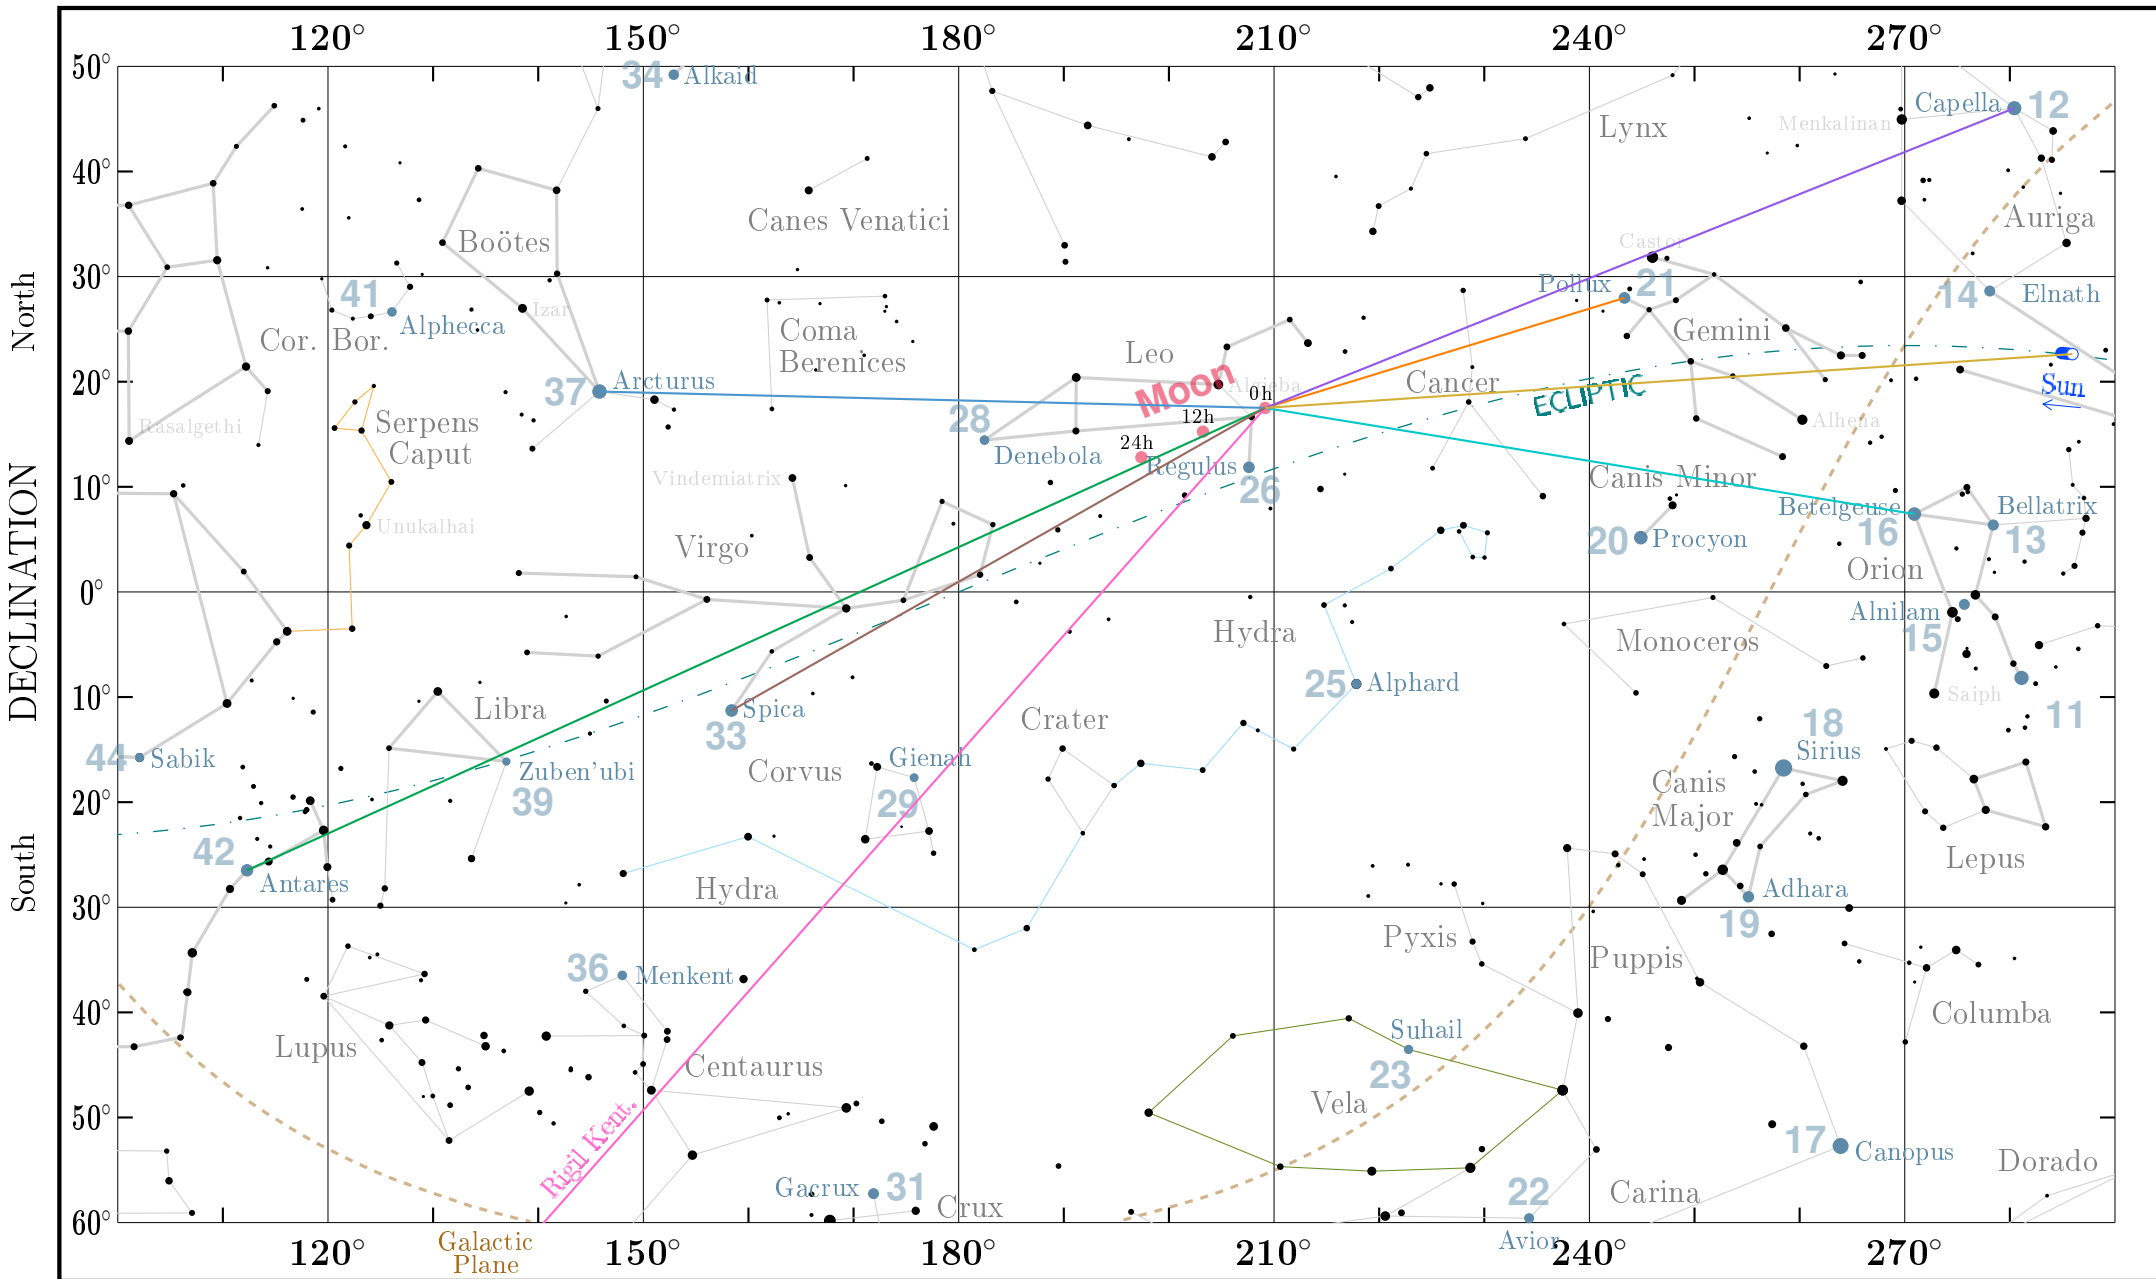 120° 150° 180° 210° 240° 270°
50°
34 Alkaid
Capella 12
Lynx
Menkalinan
40°
Boötes
Canes Venatici
Auriga
Castor
30°
North
41
Alphecca
Izar
Pollux 21
14 Elnath
Cor. Bor.
Coma
Berenices
Leo
Gemini
20°
37 Arcturus
Moon
Algieba
Cancer
ECLIPTIC
Sun
Rasalgethi
Serpens
Caput
28
Denebola
0h
12h
24h
Alhena
Vindemiatrix
Regulus
26
Canis Minor
10°
Unukalhai
Virgo
20 Procyon
Betelgeuse
16
Bellatrix
13
Orion
DECLINATION
0°
Hydra
Monoceros
Alnilam
15
Libra
Spica
33
Crater
25 Alphard
Saiph
11
10°
44 Sabik
Zuben'ubi
39
Corvus
Gienah
29
18
Sirius
Canis
Major
20°
South
42
Antares
Hydra
Adhara
19
Lepus
30°
36 Menkent
Pyxis
Puppis
Columba
40°
Lupus
Centaurus
Suhail
23
Vela
50°
Rigil Kent.
17 Canopus
Dorado
Gacrux 31
Crux
22
Avior
Carina
60°
Galactic
Plane
120° 150° 180° 210° 240° 270°